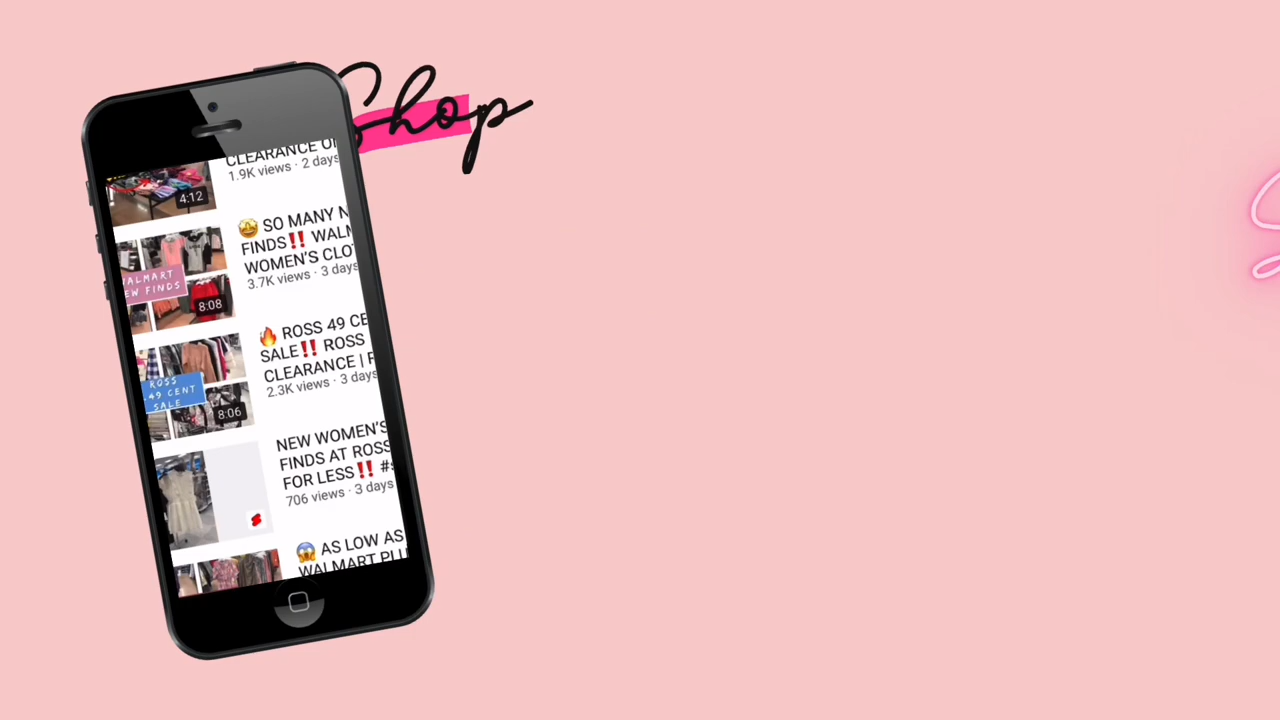 Shop
CLEARANCE
1.9K views · 2 days
4:12
🤩 SO MANY
FINDS‼️
WOMEN'S
3.7K views · 3 days
WALMART
NEW FINDS
8:08
🔥 ROSS 49
SALE‼️ ROSS
CLEARANCE |
2.3K views · 3 days
ROSS
.49 CENT
SALE
8:06
NEW WOMEN'S
FINDS AT ROSS
FOR LESS‼️
706 views · 3 days
😱 AS LOW AS
WALMART